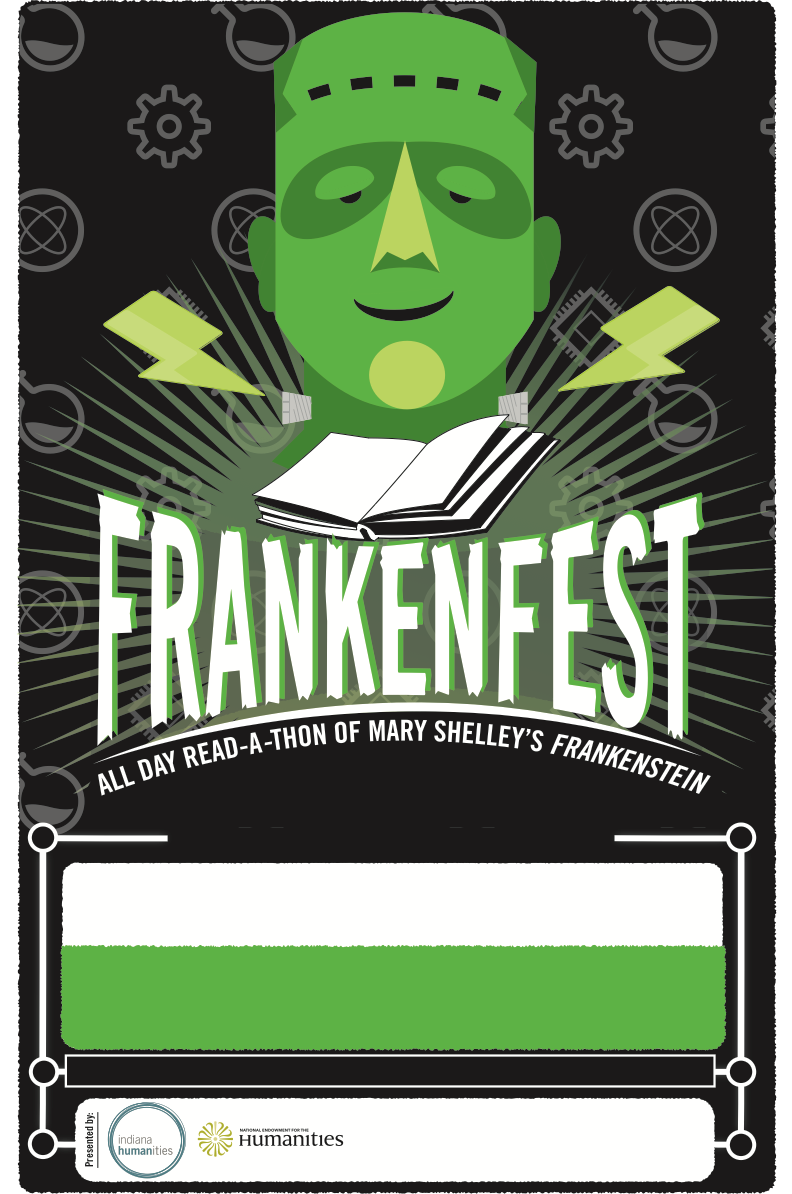 FRANKENFEST
ALL DAY READ-A-THON OF MARY SHELLEY'S FRANKENSTEIN
Presented by:
indiana
humanities
NATIONAL ENDOWMENT FOR THE
Humanities